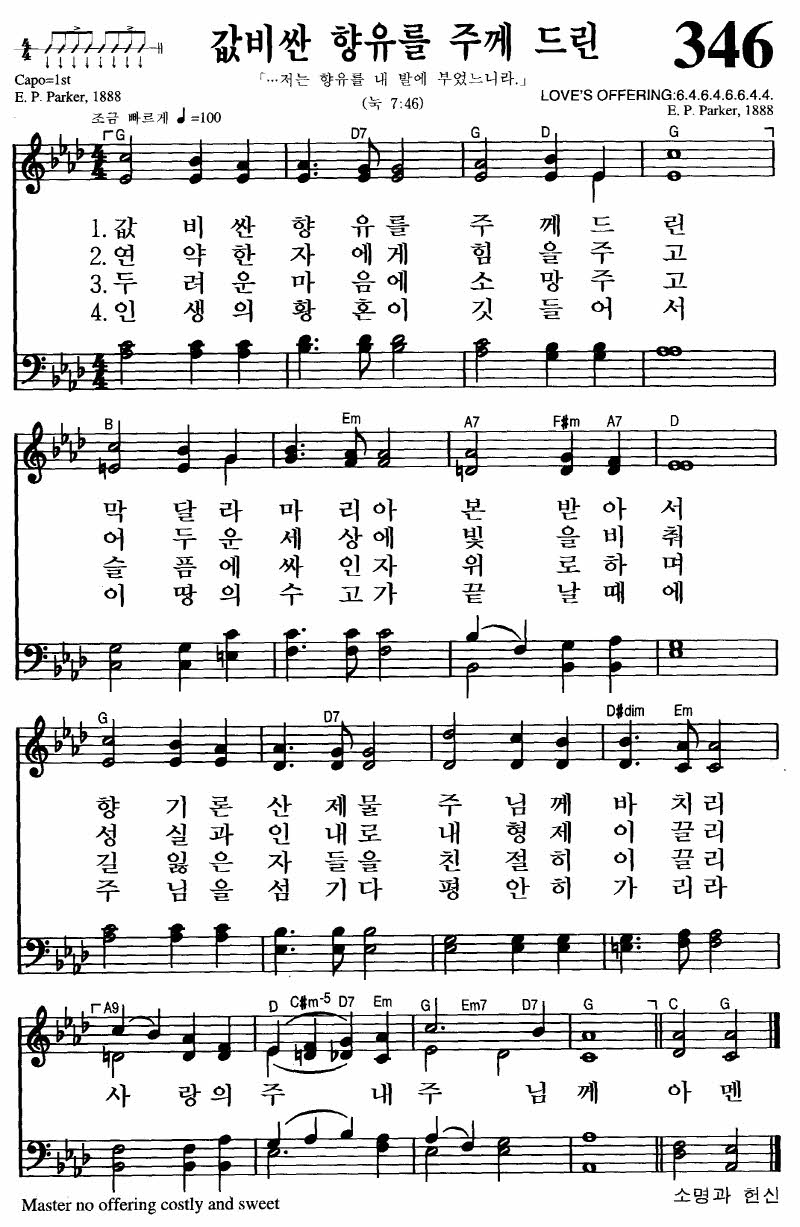 값비싼 향유를 주께 드린 346
「…저는 향유를 내 발에 부었느니라.」
Capo=1st
E. P. Parker, 1888
(눅 7:46)
LOVE'S OFFERING:6.4.6.4.6.6.4.4.
E. P. Parker, 1888
조금 빠르게 ♩=100
G D7 G D G
1. 값 비 싼 향 유 를 주 께 드 린
2. 연 약 한 자 에 게 힘 을 주 고
3. 두 려 운 마 음 에 소 망 주 고
4. 인 생 의 황 혼 이 깃 들 어 서
B Em A7 F#m A7 D
막 달 라 마 리 아 본 받 아 서
어 두 운 세 상 에 빛 을 비 춰
슬 픔 에 싸 인 자 위 로 하 며
이 땅 의 수 고 가 끝 날 때 에
G D7 D#dim Em
향 기 론 산 제 물 주 님 께 바 치 리
성 실 과 인 내 로 내 형 제 이 끌 리
길 잃 은 자 들 을 친 절 히 이 끌 리
주 님 을 섬 기 다 평 안 히 가 리 라
A9 D C#m-5 D7 Em G Em7 D7 G C G
사 랑 의 주 내 주 님 께 아 멘
Master no offering costly and sweet
소명과 헌신